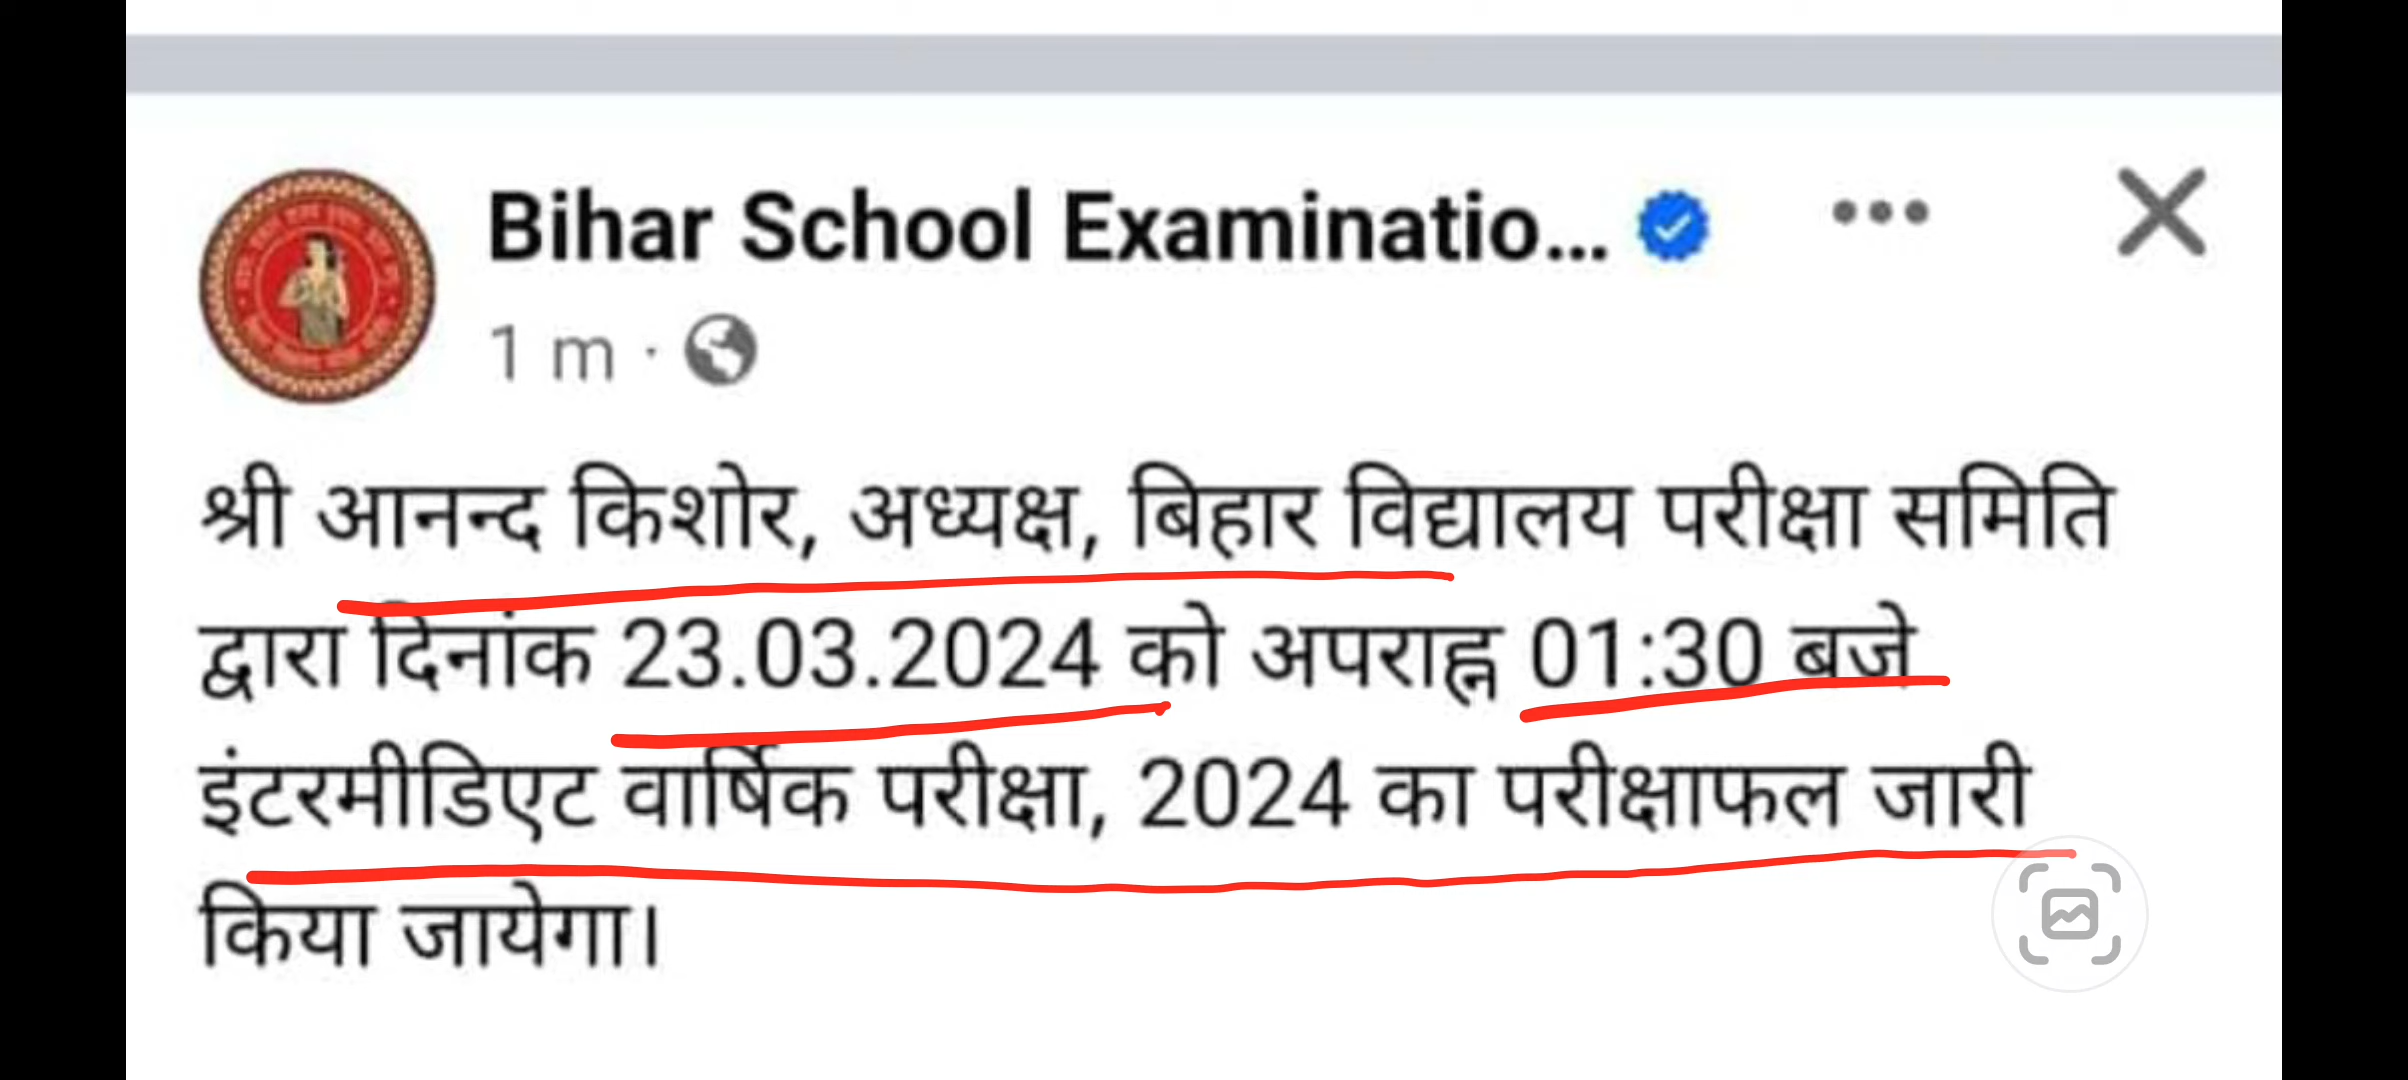 Bihar School Examinatio...
1 m ·
श्री आनन्द किशोर, अध्यक्ष, बिहार विद्यालय परीक्षा समिति
द्वारा दिनांक 23.03.2024 को अपराह्न 01:30 बजे
इंटरमीडिएट वार्षिक परीक्षा, 2024 का परीक्षाफल जारी
किया जायेगा।